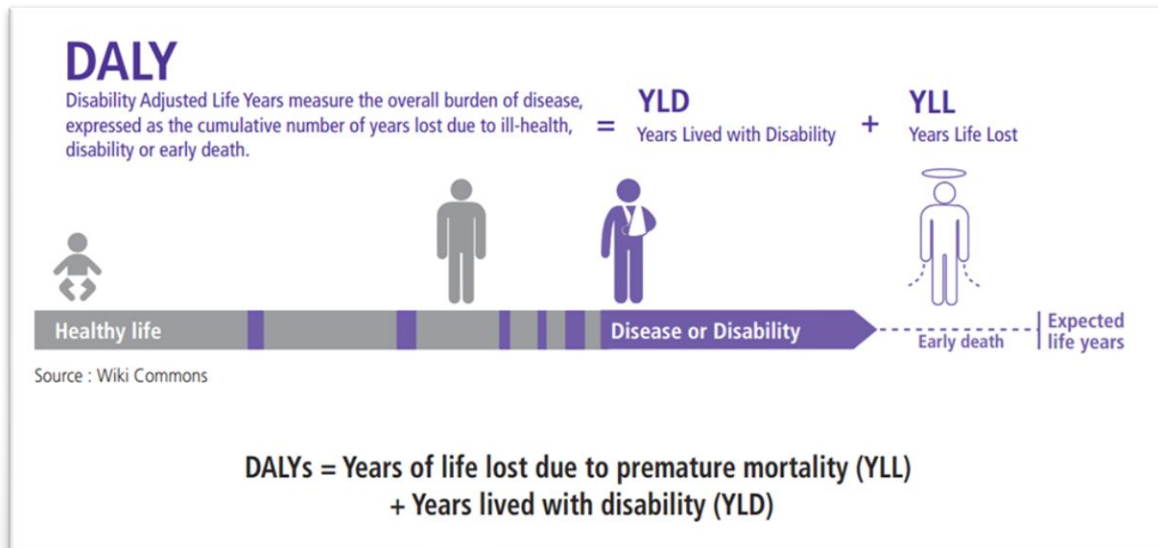 DALY
Disability Adjusted Life Years measure the overall burden of disease,
expressed as the cumulative number of years lost due to ill-health,
disability or early death.
=
YLD
Years Lived with Disability
+
YLL
Years Life Lost
Healthy life
Disease or Disability
Early death
Expected
life years
Source : Wiki Commons
DALYs = Years of life lost due to premature mortality (YLL)
+ Years lived with disability (YLD)